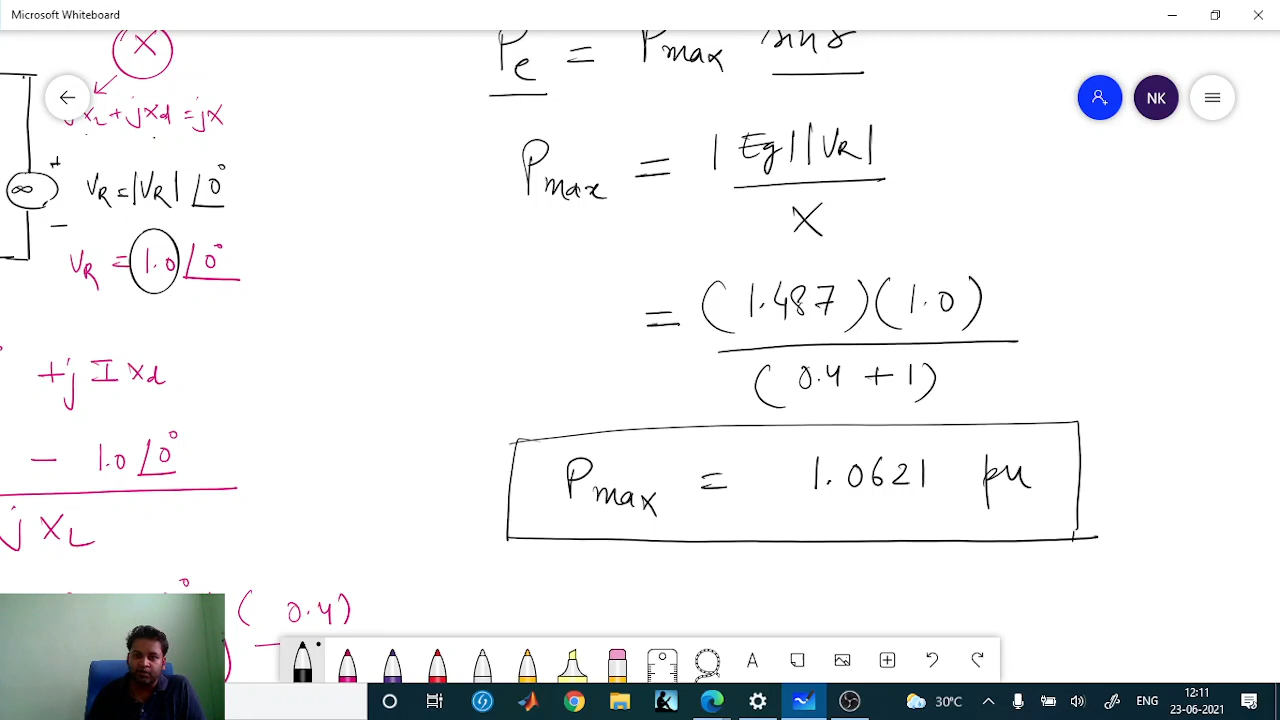 Microsoft Whiteboard
X
Pe = Pmax sinδ
XL + jXd = jX
NK
Pmax = |Eg||VR|
X
∞
+
VR = |VR| ∠0°
−
VR = 1.0 ∠0°
= (1.487)(1.0)
(0.4 + 1)
+j I Xd
− 1.0 ∠0°
Pmax = 1.0621 pu
j XL
( 0.4)
30°C
ENG
12:11
23-06-2021